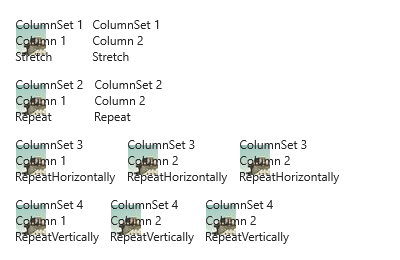 ColumnSet 1 ColumnSet 1
Column 1 Column 2
Stretch Stretch
ColumnSet 2 ColumnSet 2
Column 1 Column 2
Repeat Repeat
ColumnSet 3 ColumnSet 3 ColumnSet 3
Column 1 Column 2 Column 2
RepeatHorizontally RepeatHorizontally RepeatHorizontally
ColumnSet 4 ColumnSet 4 ColumnSet 4
Column 1 Column 2 Column 2
RepeatVertically RepeatVertically RepeatVertically